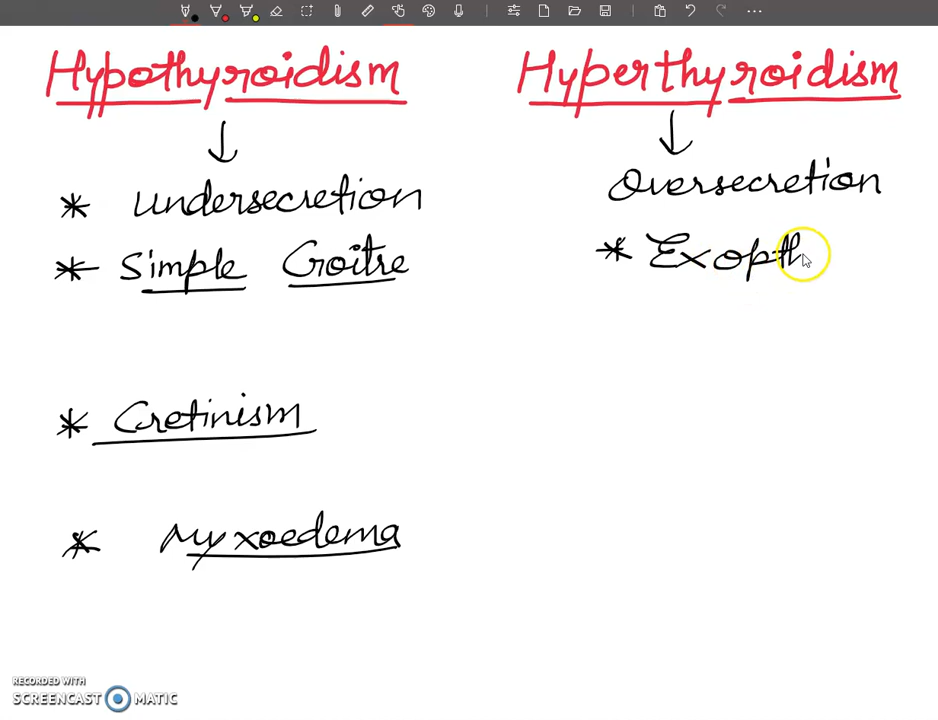 Hypothyroidism
Hyperthyroidism
↓
↓
* Undersecretion
Oversecretion
* Simple Goitre
* Exopth
* Cretinism
* Myxoedema
RECORDED WITH
SCREENCAST MATIC